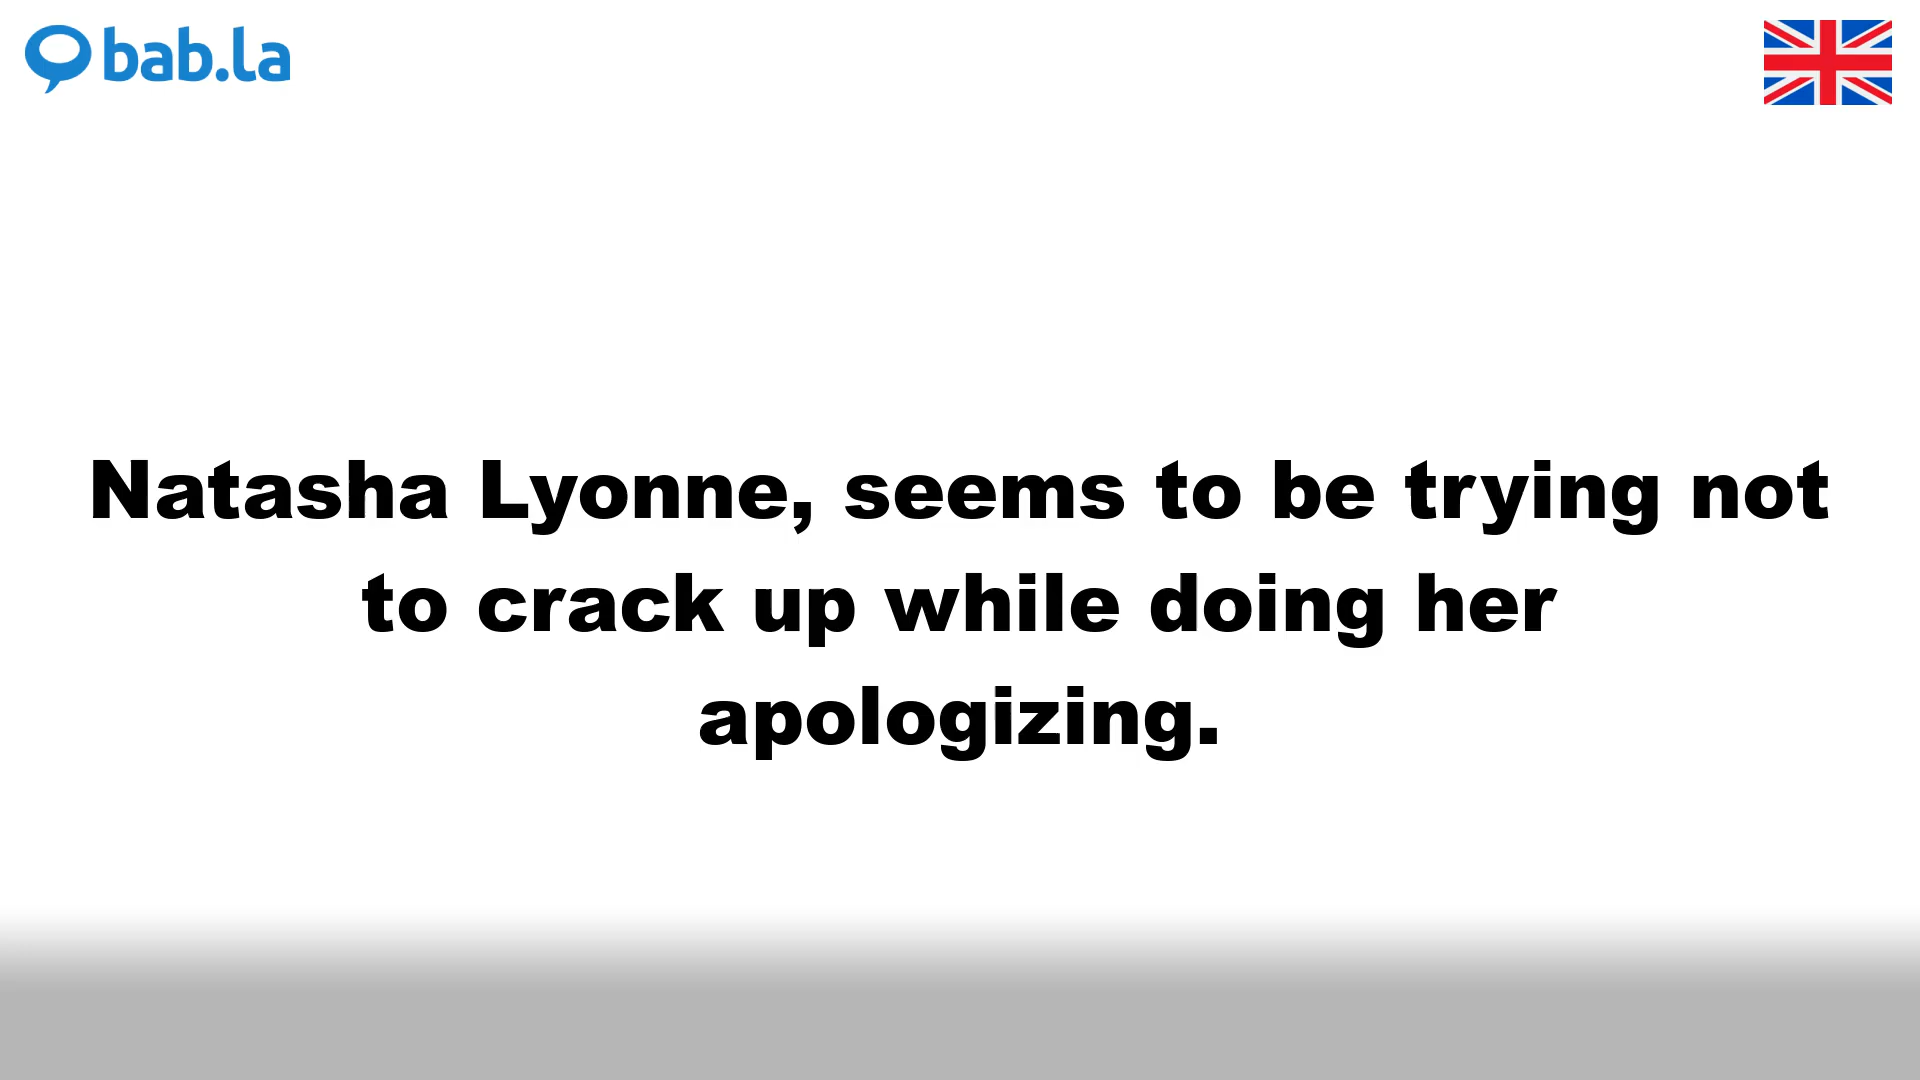 bab.la
Natasha Lyonne, seems to be trying not
to crack up while doing her
apologizing.